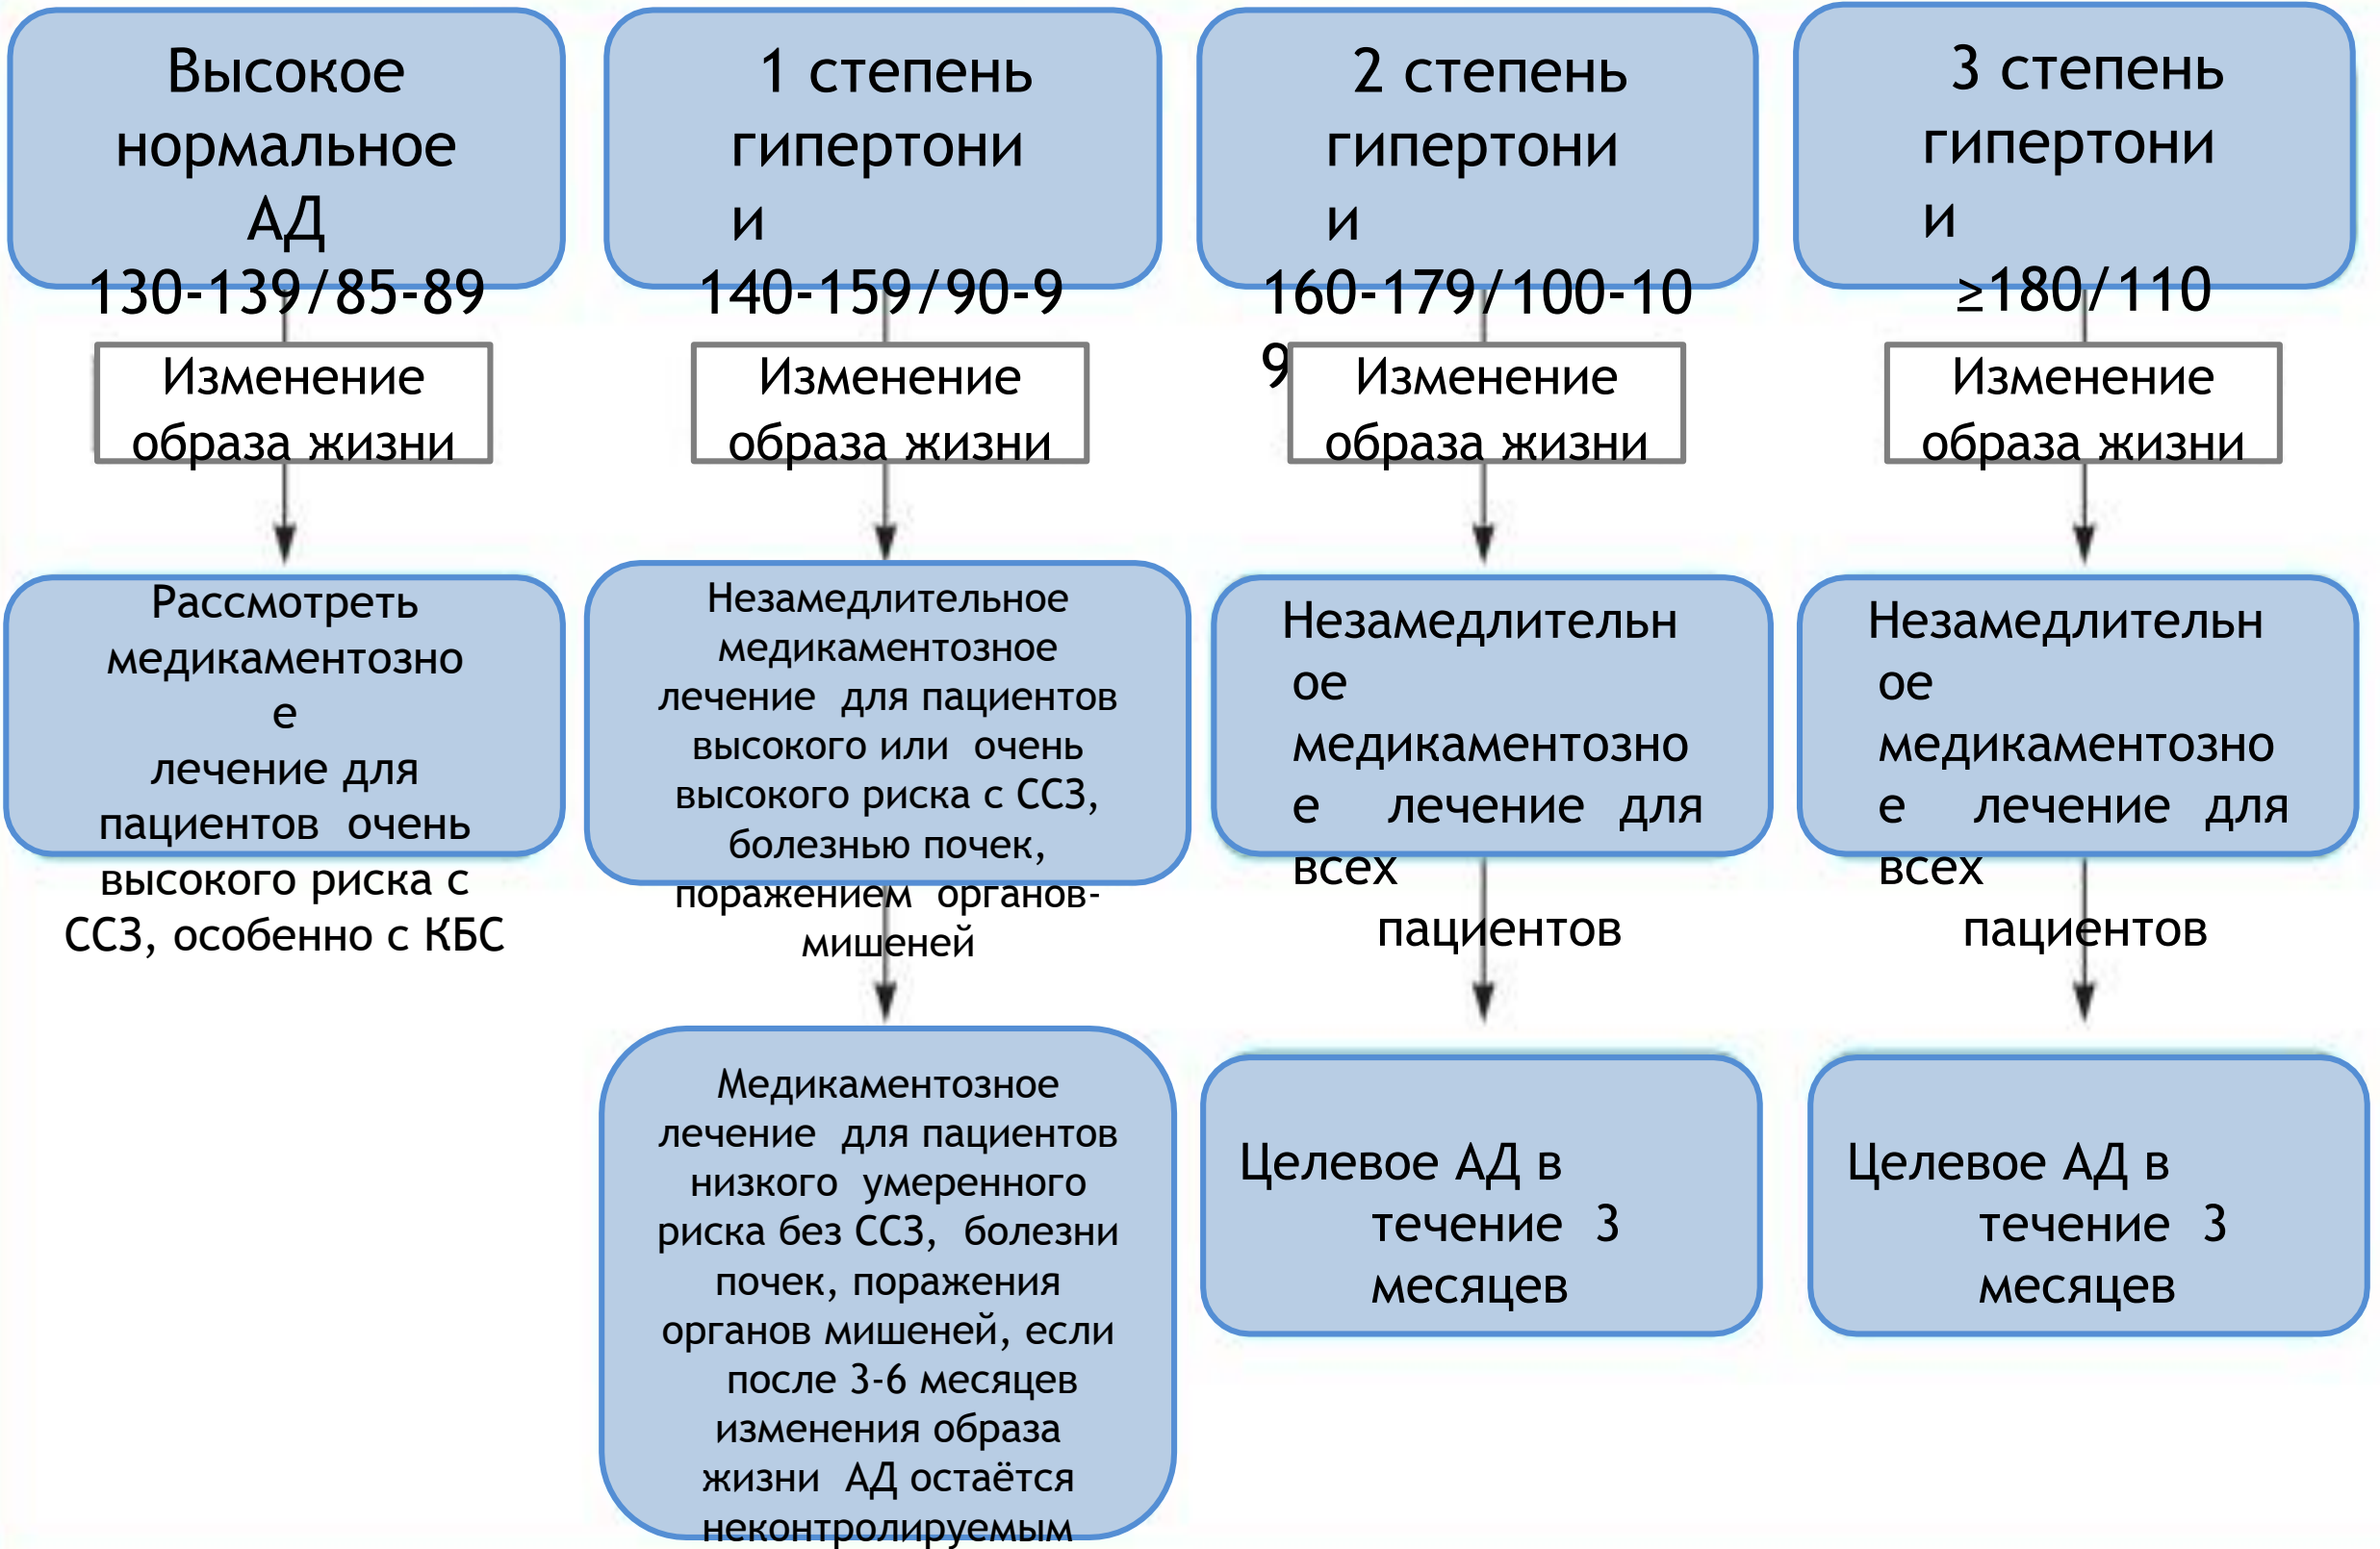 Высокое
нормальное
АД
130-139/85-89
1 степень
гипертони
и
140-159/90-9
2 степень
гипертони
и
160-179/100-10
9
3 степень
гипертони
и
≥180/110
Изменение
образа жизни
Изменение
образа жизни
Изменение
образа жизни
Изменение
образа жизни
Рассмотреть
медикаментозно
е
лечение для
пациентов очень
высокого риска с
ССЗ, особенно с КБС
Незамедлительное
медикаментозное
лечение для пациентов
высокого или очень
высокого риска с ССЗ,
болезнью почек,
поражением органов-
мишеней
Незамедлительн
ое
медикаментозно
е лечение для
всех
пациентов
Незамедлительн
ое
медикаментозно
е лечение для
всех
пациентов
Медикаментозное
лечение для пациентов
низкого умеренного
риска без ССЗ, болезни
почек, поражения
органов мишеней, если
после 3-6 месяцев
изменения образа
жизни АД остаётся
неконтролируемым
Целевое АД в
течение 3
месяцев
Целевое АД в
течение 3
месяцев